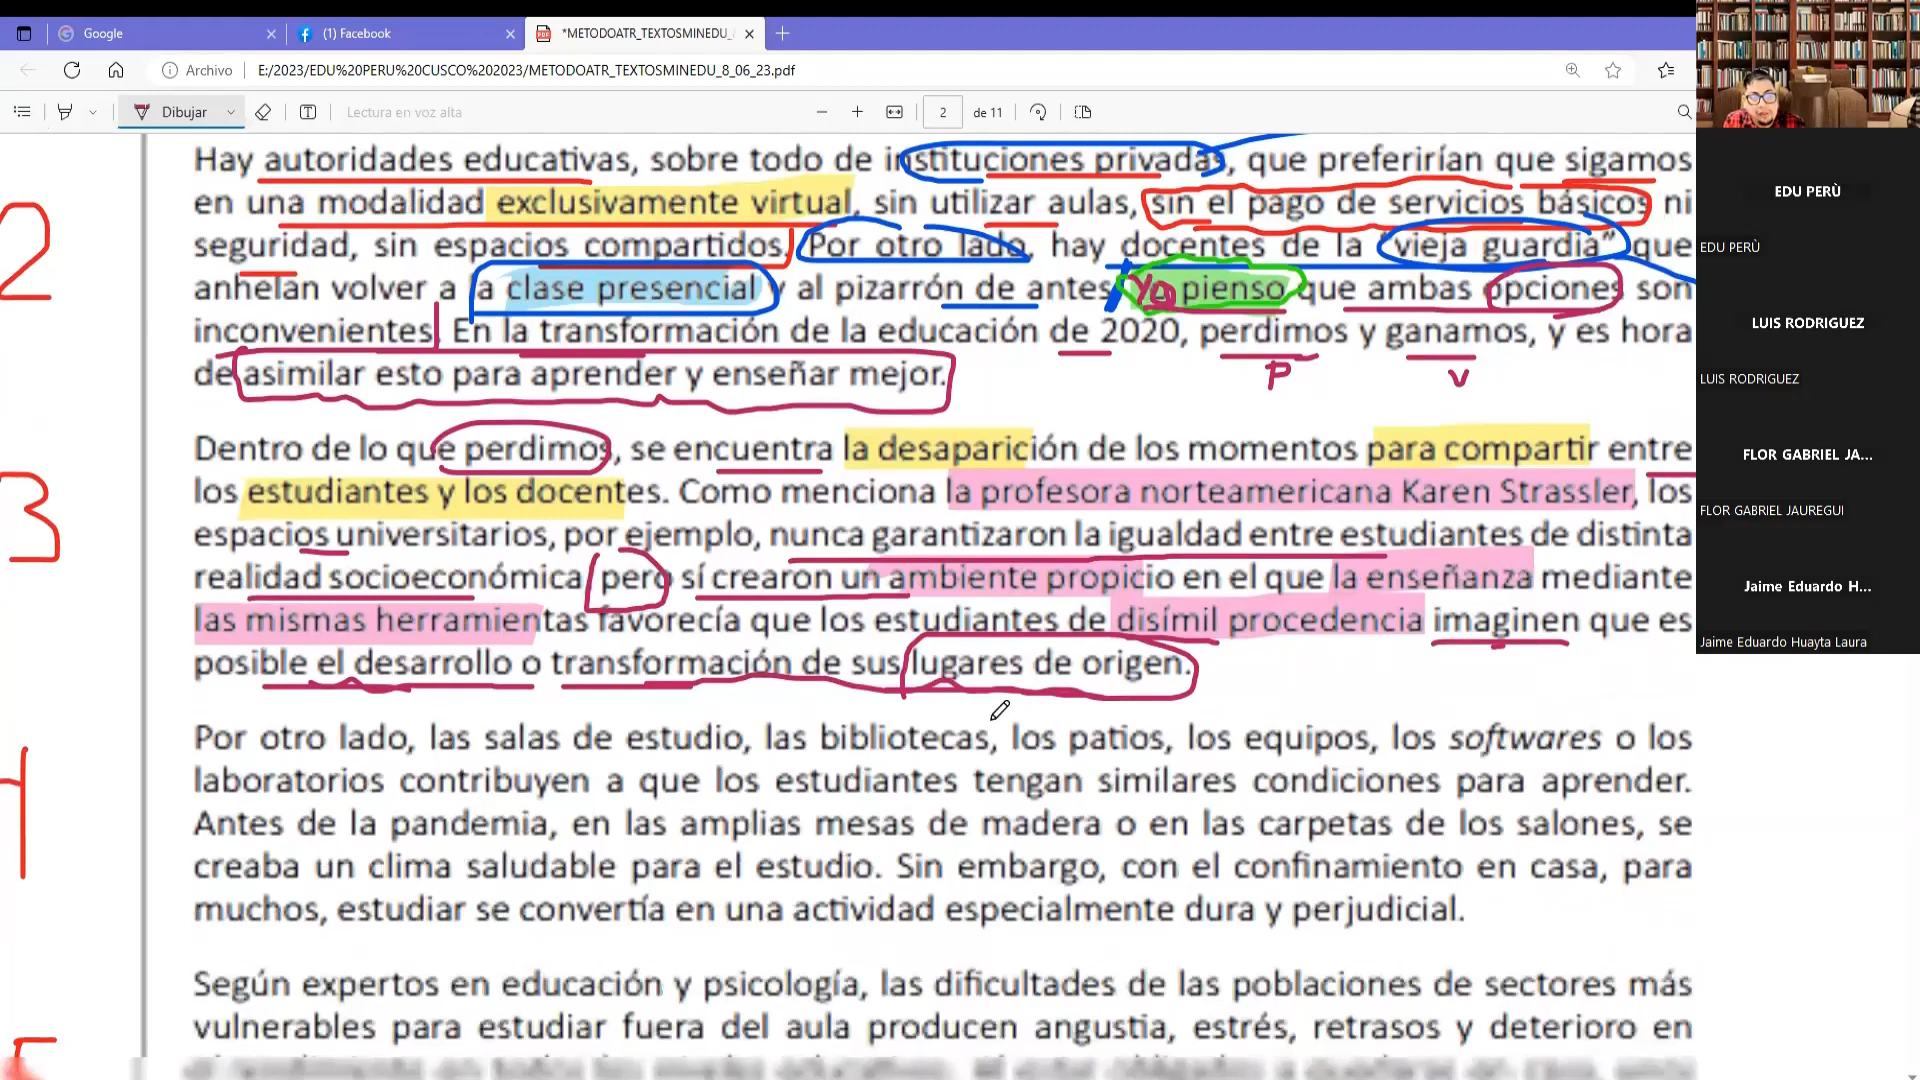 Google
(1) Facebook
*METODOATR_TEXTOSMINEDU_
Archivo
E:/2023/EDU%20PERU%20CUSCO%202023/METODOATR_TEXTOSMINEDU_8_06_23.pdf
Dibujar
Lectura en voz alta
2
de 11
Hay autoridades educativas, sobre todo de instituciones privadas, que preferirían que sigamos
en una modalidad exclusivamente virtual, sin utilizar aulas, sin el pago de servicios básicos ni
seguridad, sin espacios compartidos. Por otro lado, hay docentes de la “vieja guardia” que
anhelan volver a la clase presencial y al pizarrón de antes. Yo pienso que ambas opciones son
inconvenientes. En la transformación de la educación de 2020, perdimos y ganamos, y es hora
de asimilar esto para aprender y enseñar mejor.
P
V
Dentro de lo que perdimos, se encuentra la desaparición de los momentos para compartir entre
los estudiantes y los docentes. Como menciona la profesora norteamericana Karen Strassler, los
espacios universitarios, por ejemplo, nunca garantizaron la igualdad entre estudiantes de distinta
realidad socioeconómica pero sí crearon un ambiente propicio en el que la enseñanza mediante
las mismas herramientas favorecía que los estudiantes de disímil procedencia imaginen que es
posible el desarrollo o transformación de sus lugares de origen.
Por otro lado, las salas de estudio, las bibliotecas, los patios, los equipos, los softwares o los
laboratorios contribuyen a que los estudiantes tengan similares condiciones para aprender.
Antes de la pandemia, en las amplias mesas de madera o en las carpetas de los salones, se
creaba un clima saludable para el estudio. Sin embargo, con el confinamiento en casa, para
muchos, estudiar se convertía en una actividad especialmente dura y perjudicial.
Según expertos en educación y psicología, las dificultades de las poblaciones de sectores más
vulnerables para estudiar fuera del aula producen angustia, estrés, retrasos y deterioro en
2
3
4
5
EDU PERÙ
EDU PERÙ
LUIS RODRIGUEZ
LUIS RODRIGUEZ
FLOR GABRIEL JA...
FLOR GABRIEL JAUREGUI
Jaime Eduardo H...
Jaime Eduardo Huayta Laura